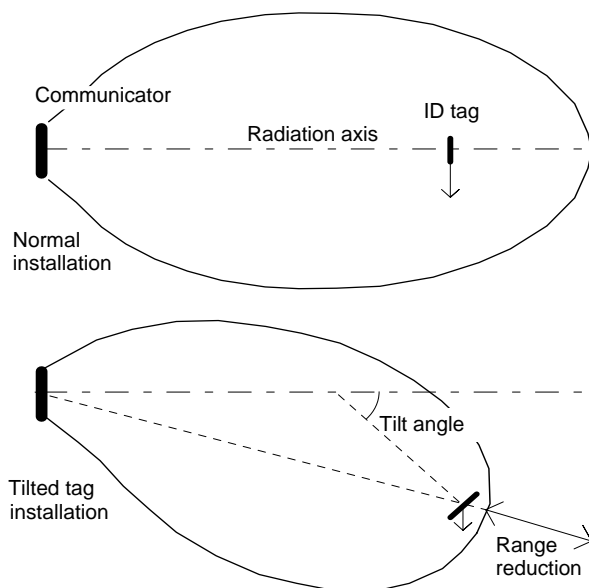 Communicator
ID tag
Radiation axis
Normal
installation
Tilt angle
Tilted tag
installation
Range
reduction